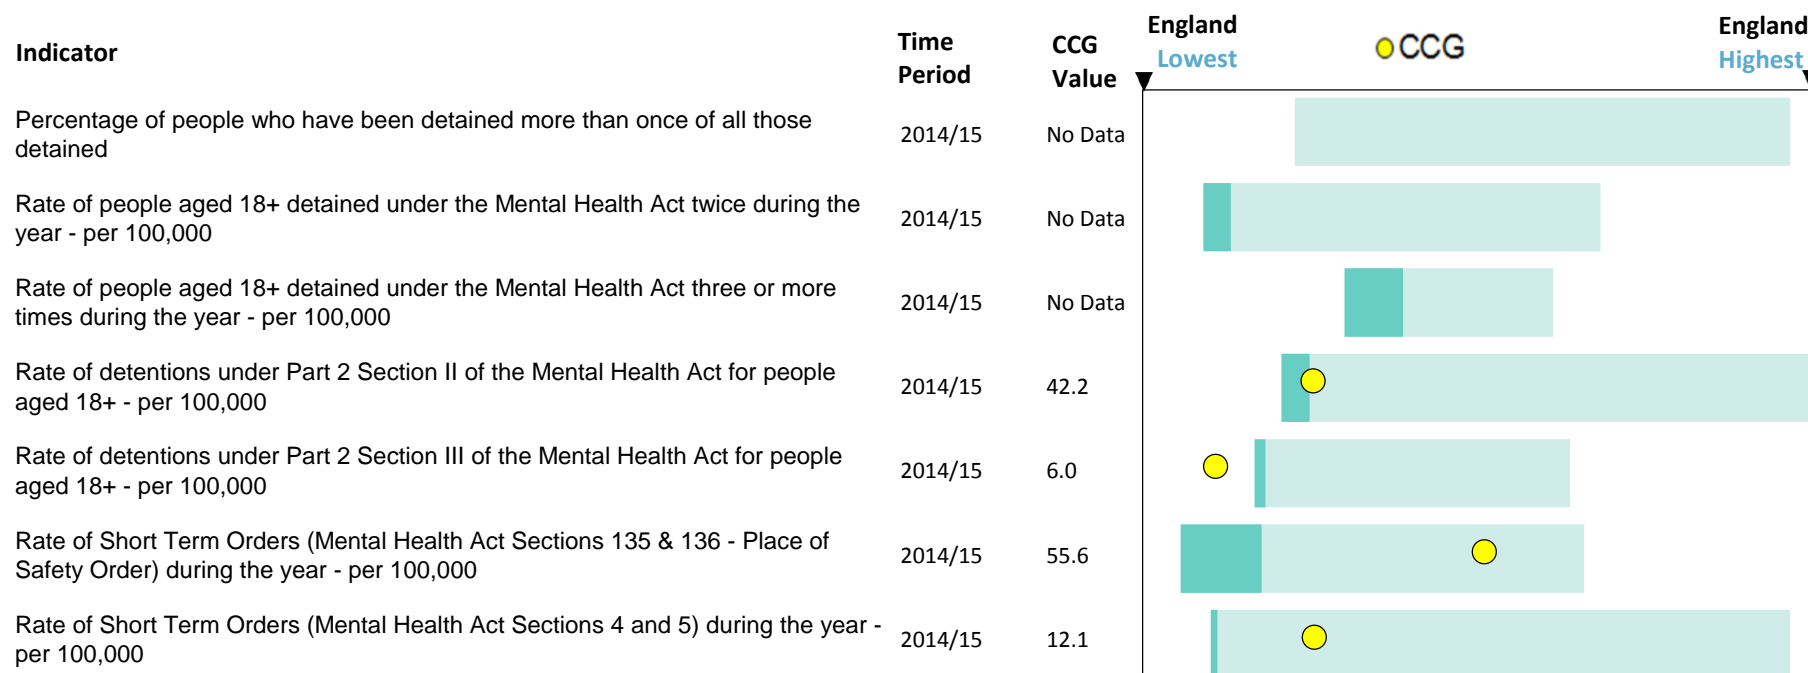 Indicator
Time
Period
CCG
Value
England
Lowest
CCG
England
Highest
Percentage of people who have been detained more than once of all those
detained
2014/15
No Data
Rate of people aged 18+ detained under the Mental Health Act twice during the
year - per 100,000
2014/15
No Data
Rate of people aged 18+ detained under the Mental Health Act three or more
times during the year - per 100,000
2014/15
No Data
Rate of detentions under Part 2 Section II of the Mental Health Act for people
aged 18+ - per 100,000
2014/15
42.2
Rate of detentions under Part 2 Section III of the Mental Health Act for people
aged 18+ - per 100,000
2014/15
6.0
Rate of Short Term Orders (Mental Health Act Sections 135 & 136 - Place of
Safety Order) during the year - per 100,000
2014/15
55.6
Rate of Short Term Orders (Mental Health Act Sections 4 and 5) during the year -
per 100,000
2014/15
12.1